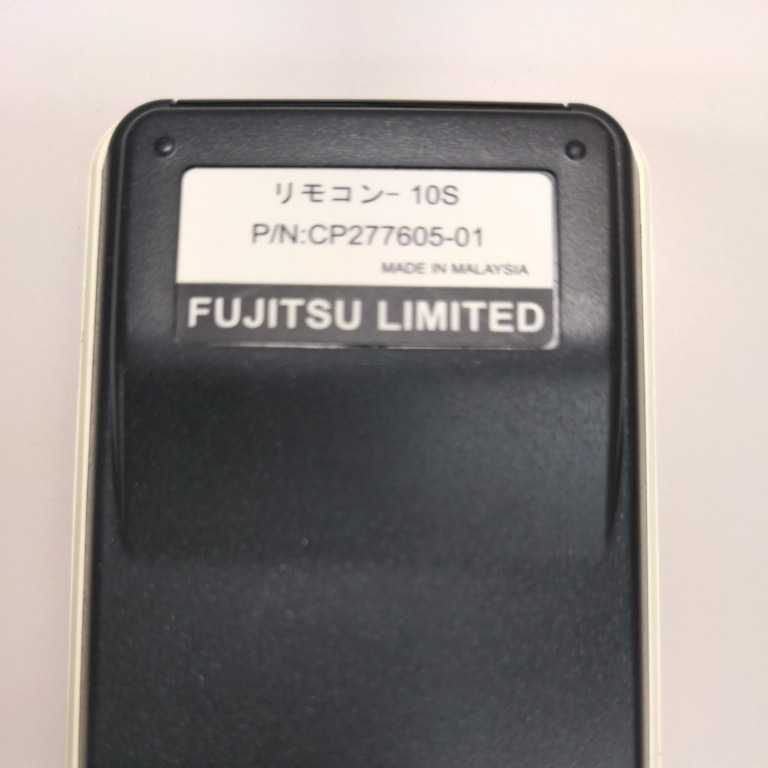 リモコン- 10S
P/N:CP277605-01
MADE IN MALAYSIA
FUJITSU LIMITED